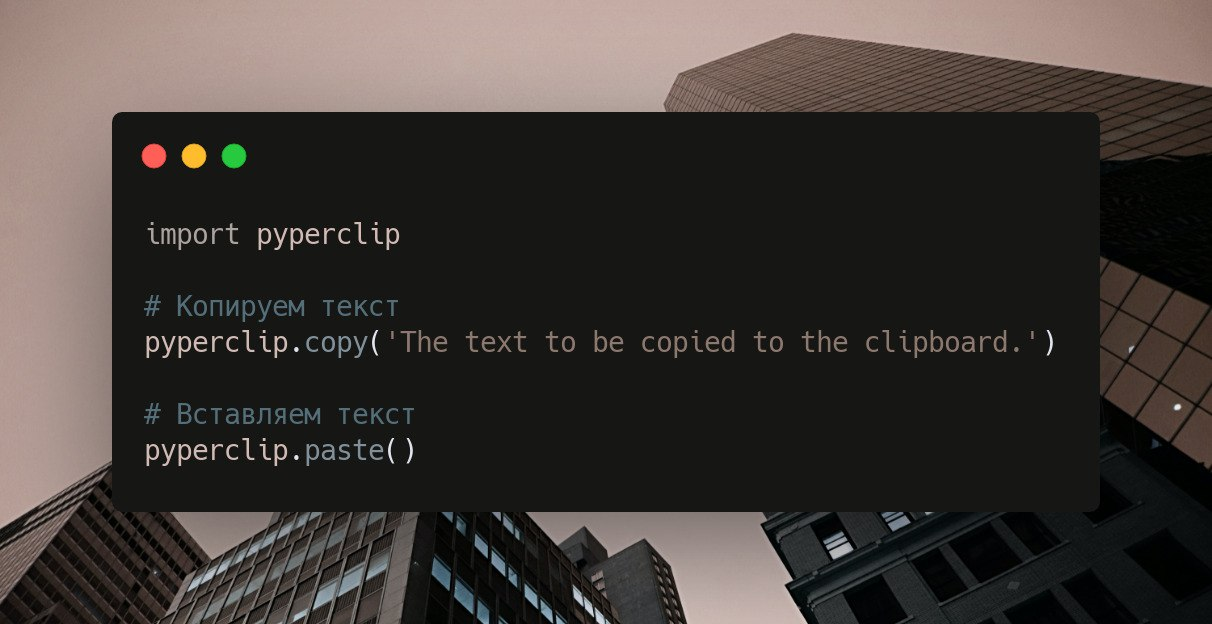 import pyperclip
# Копируем текст
pyperclip.copy('The text to be copied to the clipboard.')
# Вставляем текст
pyperclip.paste()